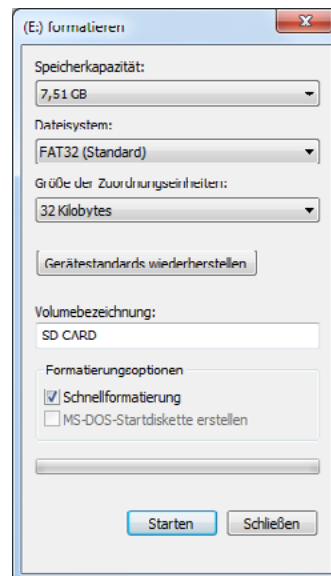 (E:) formatieren
Speicherkapazität:
7,51 GB
Dateisystem:
FAT32 (Standard)
Größe der Zuordnungseinheiten:
32 Kilobytes
Gerätestandards wiederherstellen
Volumebezeichnung:
SD CARD
Formatierungsoptionen
Schnellformatierung
MS-DOS-Startdiskette erstellen
Starten Schließen